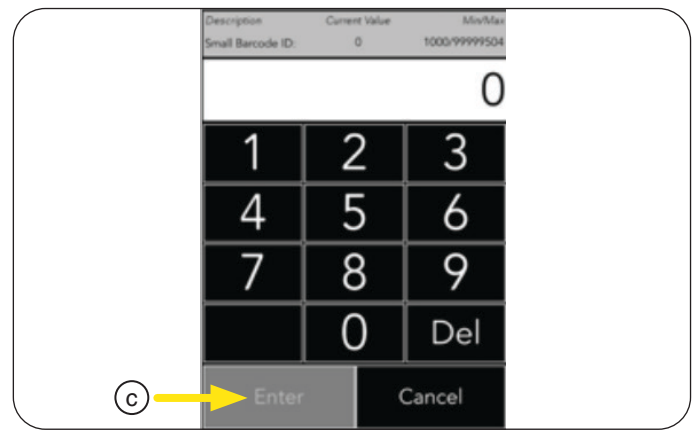 Description Current Value Min/Max
Small Barcode ID: 0 1000/99999504
0
1 2 3
4 5 6
7 8 9
0 Del
c Enter Cancel